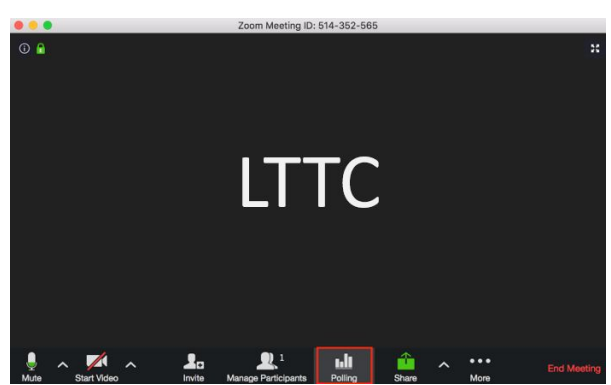 Zoom Meeting ID: 514-352-565
LTTC
1
Mute Start Video Invite Manage Participants Polling Share More End Meeting